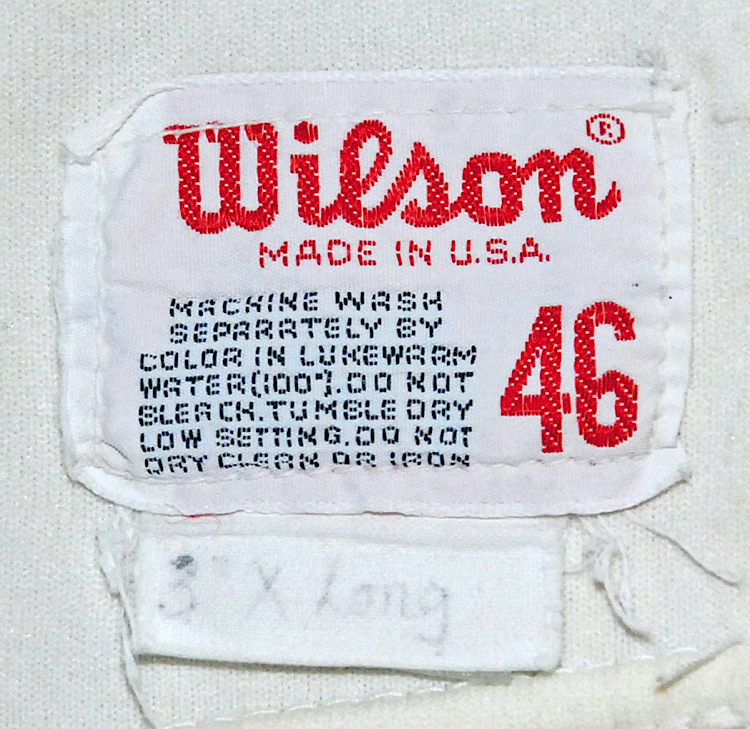 Wilson®
MADE IN U.S.A.
MACHINE WASH
SEPARATELY BY
COLOR IN LUKEWARM
WATER(100°).DO NOT
BLEACH.TUMBLE DRY
LOW SETTING.DO NOT
DRY CLEAN OR IRON
46
3" X Long